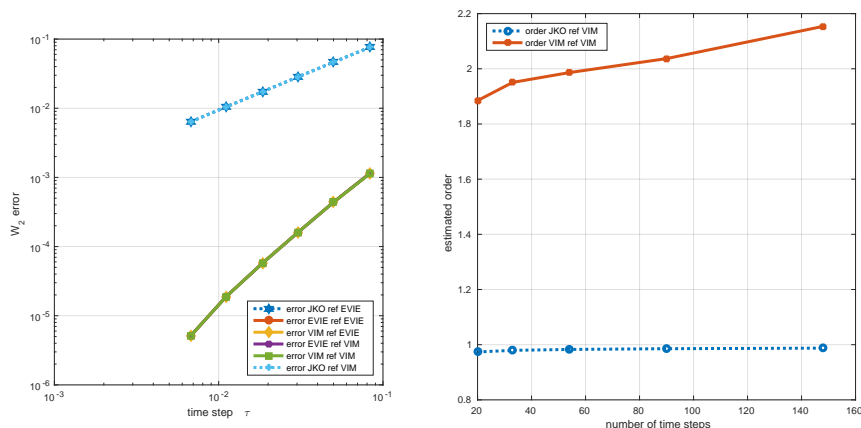 10^-1
10^-2
10^-3
10^-4
10^-5
10^-6
W_2 error
10^-3
10^-2
10^-1
time step τ
error JKO ref EVIE
error EVIE ref EVIE
error VIM ref EVIE
error EVIE ref VIM
error VIM ref VIM
error JKO ref VIM
2.2
2
1.8
1.6
1.4
1.2
1
0.8
estimated order
20
40
60
80
100
120
140
160
number of time steps
order JKO ref VIM
order VIM ref VIM